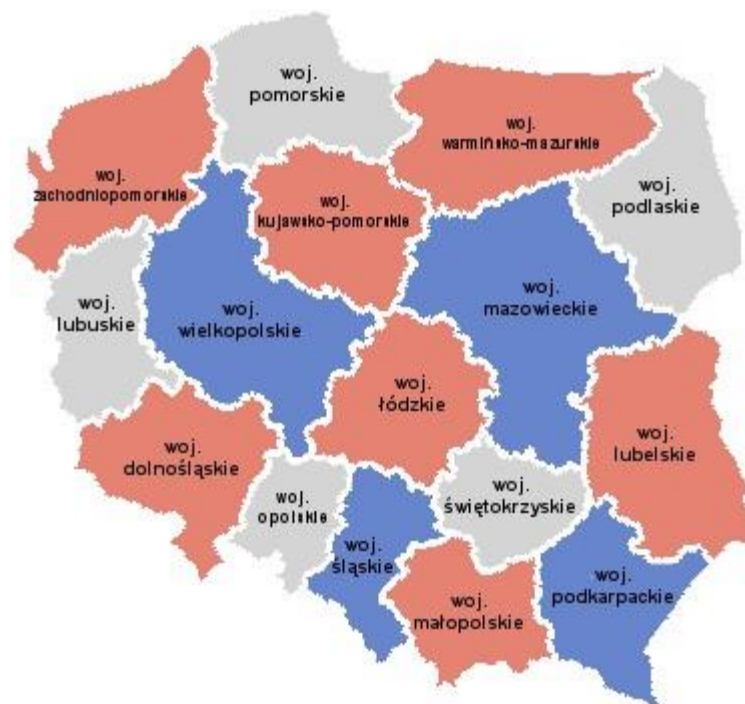 woj.
pomorskie
woj.
warmińsko-mazurskie
woj.
zachodniopomorskie
woj.
kujawsko-pomorskie
woj.
podlaskie
woj.
lubuskie
woj.
wielkopolskie
woj.
mazowieckie
woj.
łódzkie
woj.
dolnośląskie
woj.
lubelskie
woj.
opolskie
woj.
świętokrzyskie
woj.
śląskie
woj.
podkarpackie
woj.
małopolskie